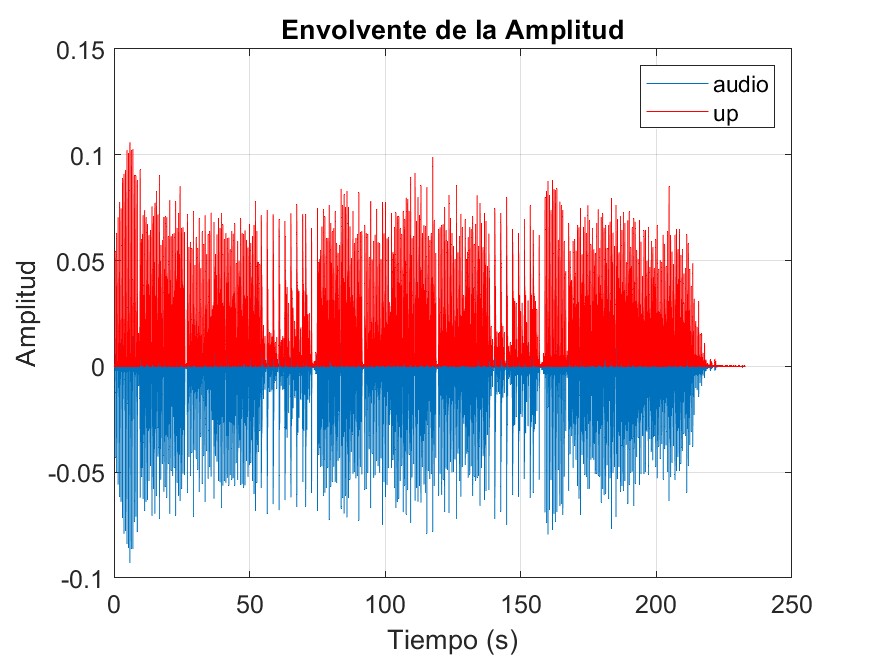 Envolvente de la Amplitud
0.15
0.1
0.05
0
-0.05
-0.1
Amplitud
audio
up
0 50 100 150 200 250
Tiempo (s)